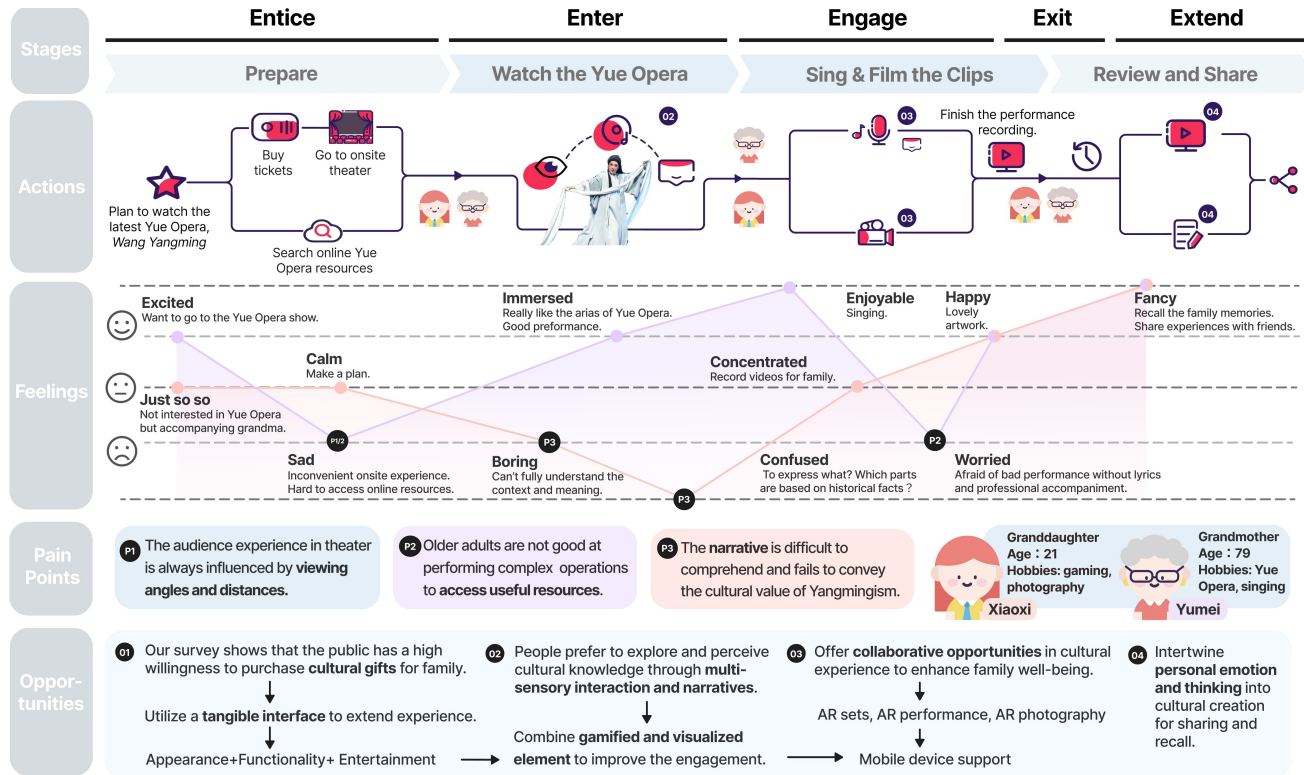 Stages
Entice
Enter
Engage
Exit
Extend
Prepare
Watch the Yue Opera
Sing & Film the Clips
Review and Share
Actions
Plan to watch the
latest Yue Opera,
Wang Yangming
Buy
tickets
Go to onsite
theater
Search online Yue
Opera resources
02
03
03
Finish the performance
recording.
04
04
Feelings
Excited
Want to go to the Yue Opera show.
Just so so
Not interested in Yue Opera
but accompanying grandma.
Calm
Make a plan.
P1/2
Sad
Inconvenient onsite experience.
Hard to access online resources.
Immersed
Really like the arias of Yue Opera.
Good preformance.
P3
Boring
Can't fully understand the
context and meaning.
P3
Concentrated
Record videos for family.
Confused
To express what? Which parts
are based on historical facts？
Enjoyable
Singing.
P2
Worried
Afraid of bad performance without lyrics
and professional accompaniment.
Happy
Lovely
artwork.
Fancy
Recall the family memories.
Share experiences with friends.
Pain
Points
P1
The audience experience in theater
is always influenced by viewing
angles and distances.
P2
Older adults are not good at
performing complex operations
to access useful resources.
P3
The narrative is difficult to
comprehend and fails to convey
the cultural value of Yangmingism.
Granddaughter
Age：21
Hobbies: gaming,
photography
Xiaoxi
Grandmother
Age：79
Hobbies: Yue
Opera, singing
Yumei
Oppor-
tunities
01
Our survey shows that the public has a high
willingness to purchase cultural gifts for family.
Utilize a tangible interface to extend experience.
Appearance+Functionality+ Entertainment
02
People prefer to explore and perceive
cultural knowledge through multi-
sensory interaction and narratives.
Combine gamified and visualized
element to improve the engagement.
03
Offer collaborative opportunities in cultural
experience to enhance family well-being.
AR sets, AR performance, AR photography
Mobile device support
04
Intertwine
personal emotion
and thinking into
cultural creation
for sharing and
recall.